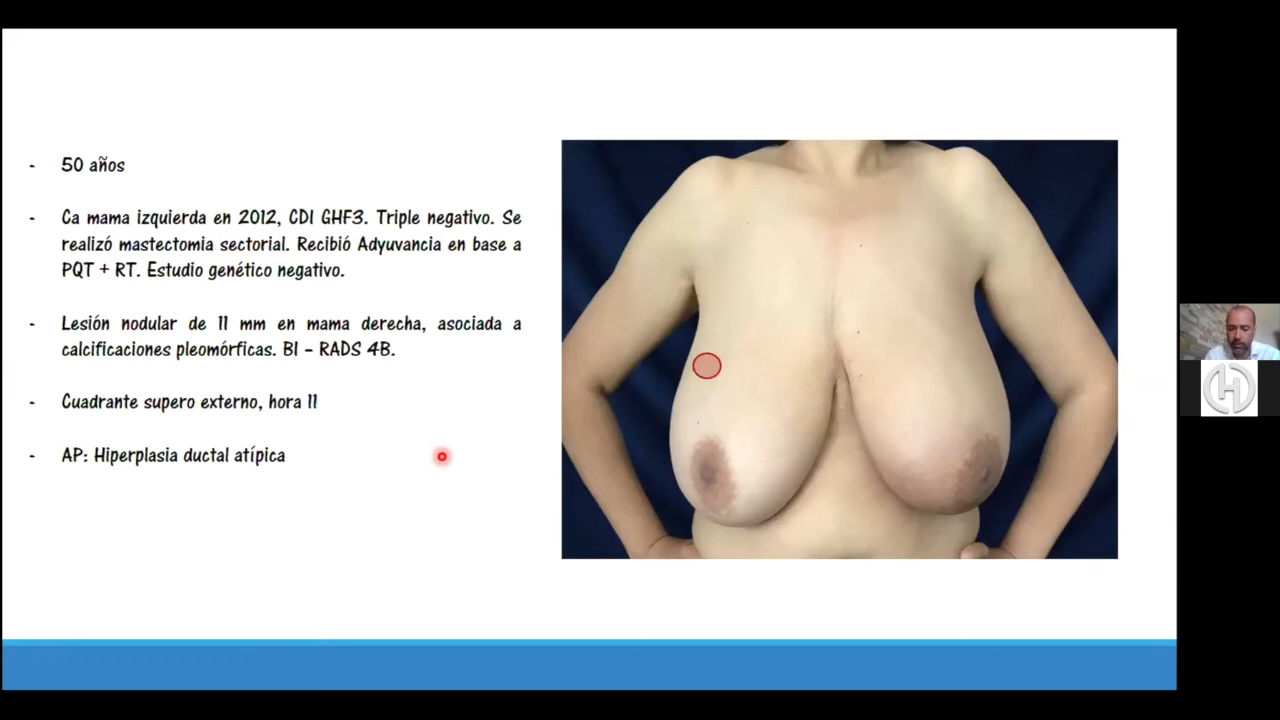 - 50 años
- Ca mama izquierda en 2012, CDI GHF3. Triple negativo. Se
realizó mastectomia sectorial. Recibió Adyuvancia en base a
PQT + RT. Estudio genético negativo.
- Lesión nodular de 11 mm en mama derecha, asociada a
calcificaciones pleomórficas. BI – RADS 4B.
- Cuadrante supero externo, hora 11
- AP: Hiperplasia ductal atípica